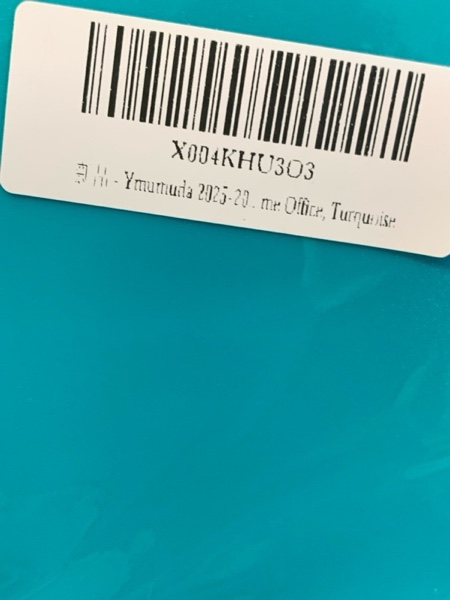 X004KHU3O3
- Ymumuda 2025-20. me Office, Turquoise